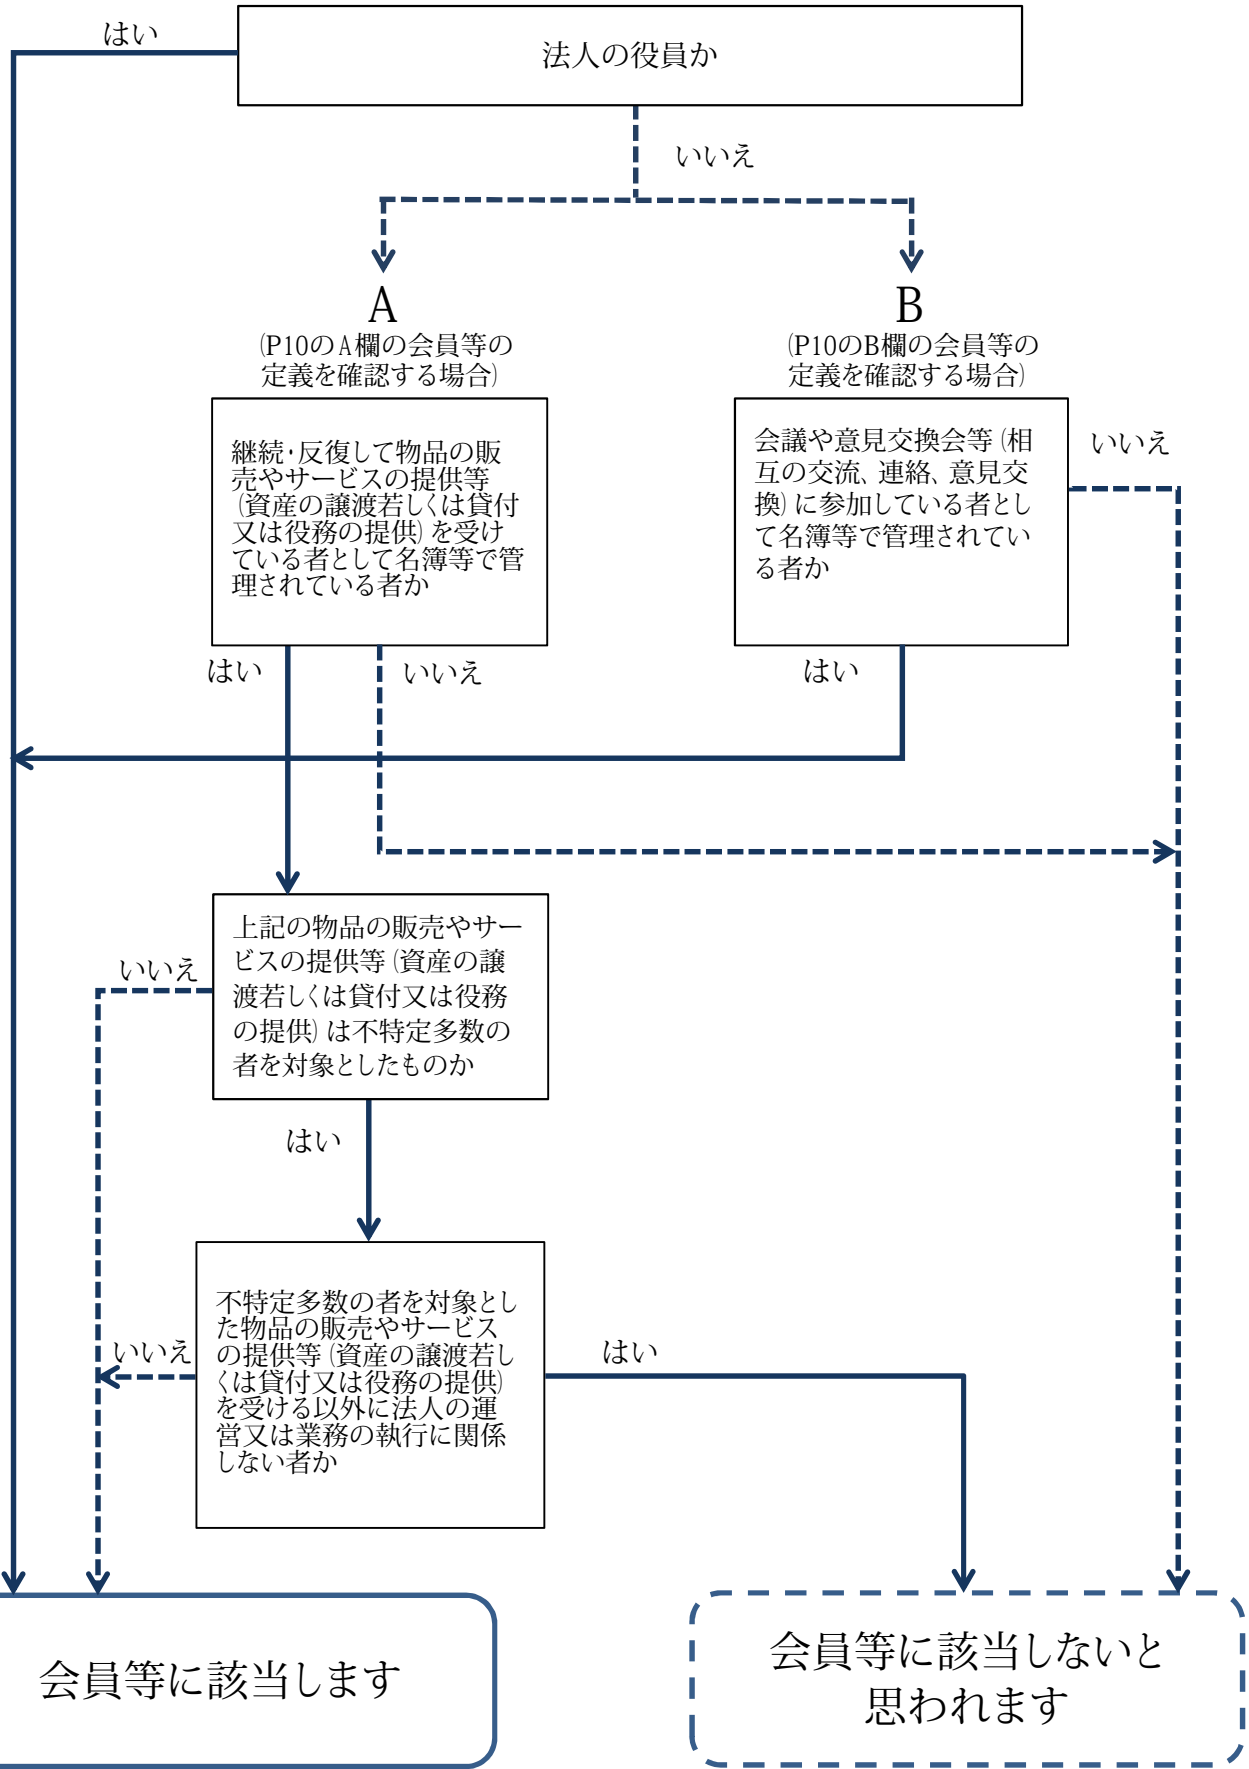 はい
法人の役員か
いいえ
A
(P10のA欄の会員等の
定義を確認する場合)
B
(P10のB欄の会員等の
定義を確認する場合)
継続・反復して物品の販
売やサービスの提供等
(資産の譲渡若しくは貸付
又は役務の提供)を受け
ている者として名簿等で管
理されている者か
会議や意見交換会等(相
互の交流、連絡、意見交
換)に参加している者とし
て名簿等で管理されてい
る者か
いいえ
はい
いいえ
はい
上記の物品の販売やサー
ビスの提供等(資産の譲
渡若しくは貸付又は役務
の提供)は不特定多数の
者を対象としたものか
いいえ
はい
不特定多数の者を対象とし
た物品の販売やサービス
の提供等(資産の譲渡若し
くは貸付又は役務の提供)
を受ける以外に法人の運
営又は業務の執行に関係
しない者か
いいえ
はい
会員等に該当します
会員等に該当しないと
思われます